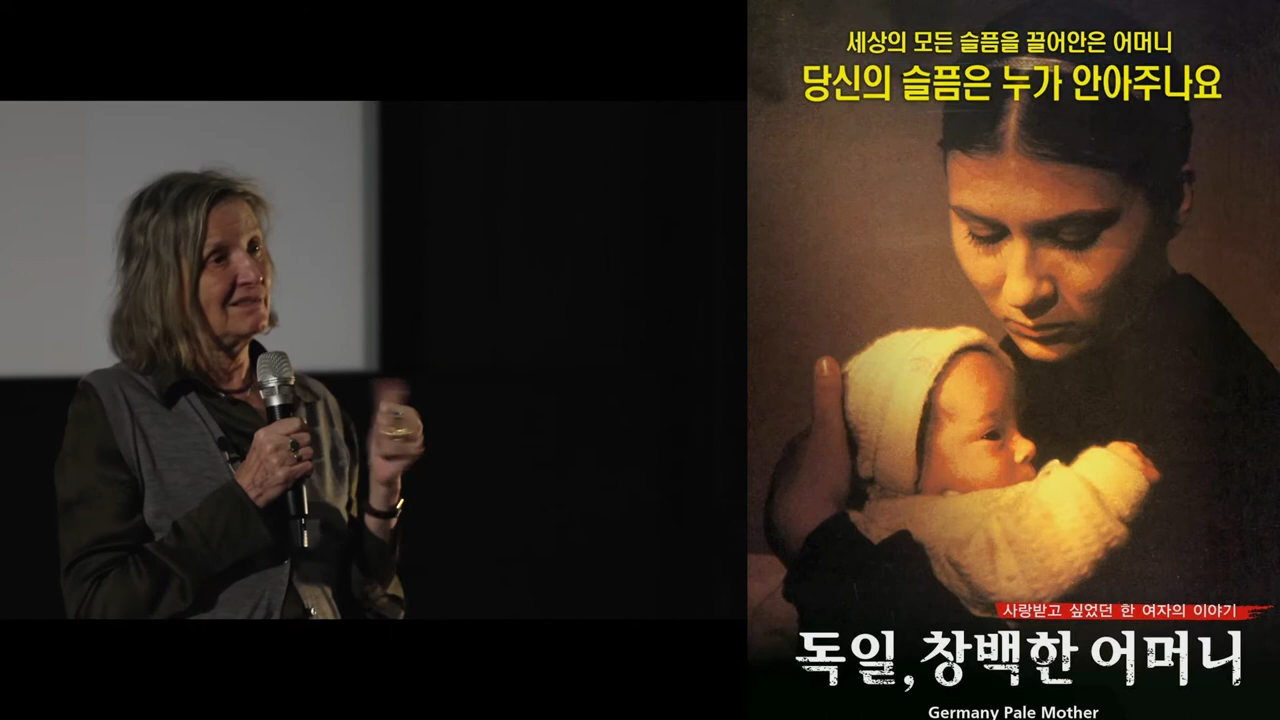 세상의 모든 슬픔을 끌어안은 어머니
당신의 슬픔은 누가 안아주나요
사랑받고 싶었던 한 여자의 이야기
독일, 창백한 어머니
Germany Pale Mother